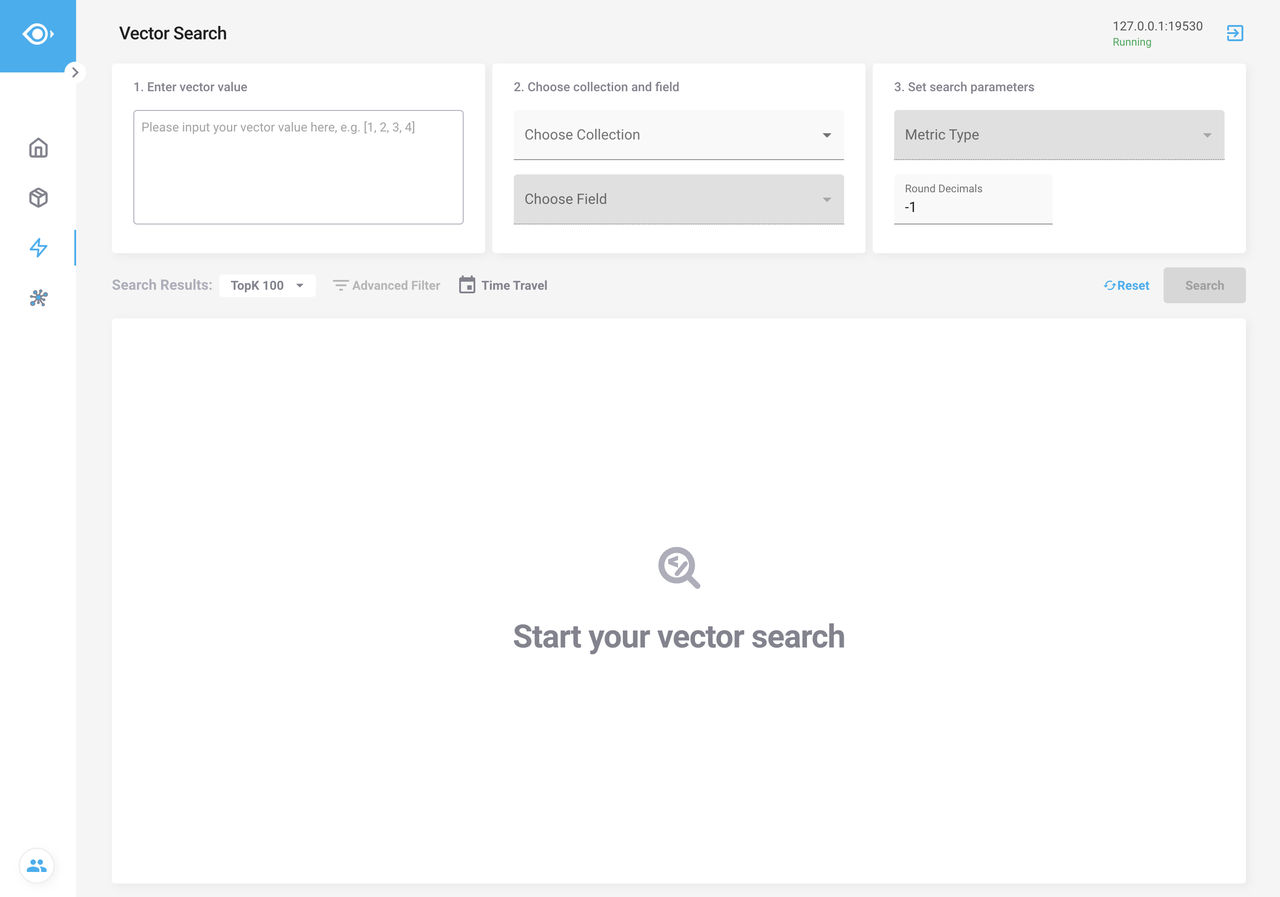 Vector Search
127.0.0.1:19530
Running
1. Enter vector value
Please input your vector value here, e.g. [1, 2, 3, 4]
2. Choose collection and field
Choose Collection
Choose Field
3. Set search parameters
Metric Type
Round Decimals
-1
Search Results: TopK 100 Advanced Filter Time Travel Reset Search
Start your vector search